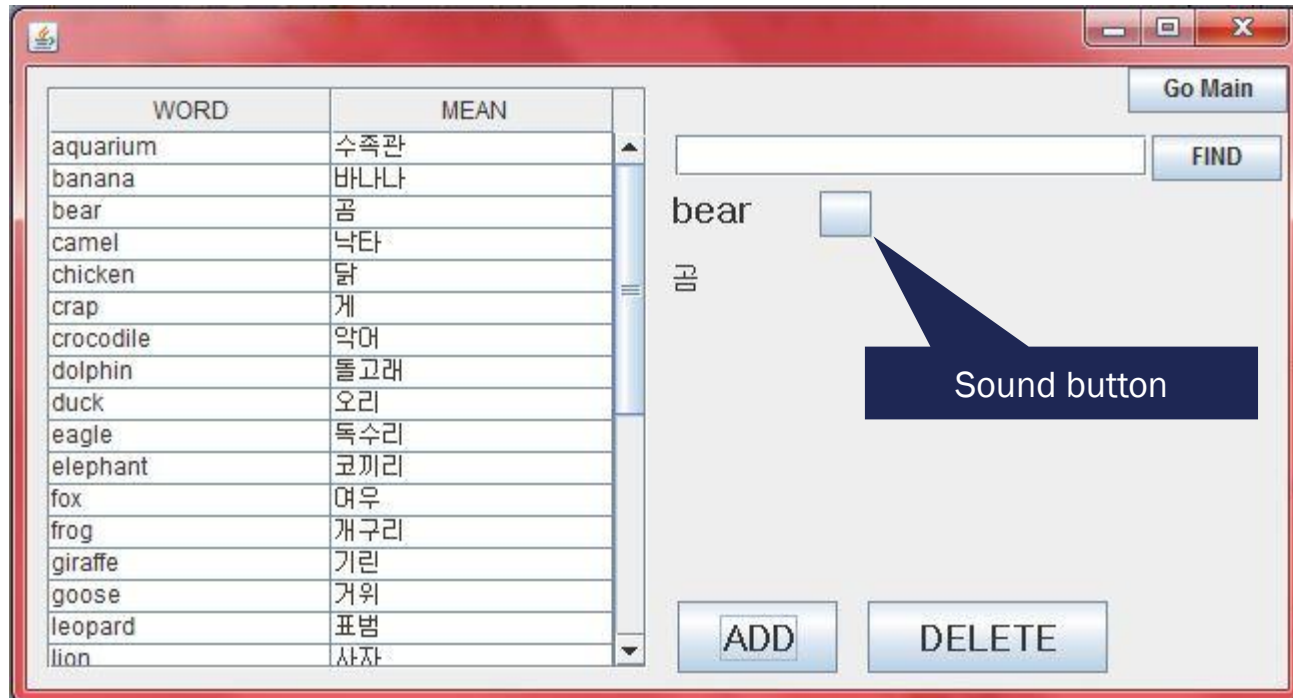 Go Main
WORD MEAN
aquarium 수족관
banana 바나나
bear 곰
camel 낙타
chicken 닭
crap 게
crocodile 악어
dolphin 돌고래
duck 오리
eagle 독수리
elephant 코끼리
fox 여우
frog 개구리
giraffe 기린
goose 거위
leopard 표범
lion 사자
FIND
bear
곰
Sound button
ADD DELETE